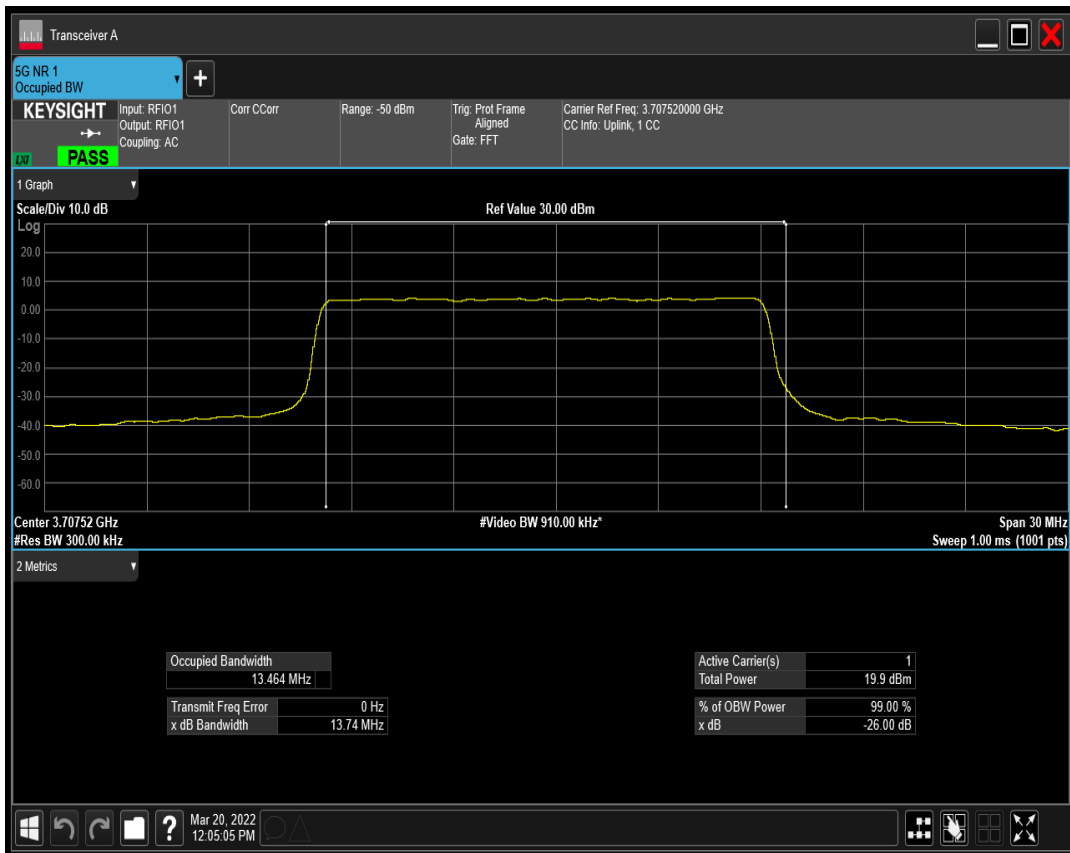 Transceiver A
5G NR 1
Occupied BW
+
KEYSIGHT
LXI
PASS
Input: RFIO1
Output: RFIO1
Coupling: AC
Corr CCorr
Range: -50 dBm
Trig: Prot Frame
Aligned
Gate: FFT
Carrier Ref Freq: 3.707520000 GHz
CC Info: Uplink, 1 CC
1 Graph
Scale/Div 10.0 dB
Ref Value 30.00 dBm
Log
20.0
10.0
0.00
-10.0
-20.0
-30.0
-40.0
-50.0
-60.0
Center 3.70752 GHz
#Video BW 910.00 kHz*
Span 30 MHz
#Res BW 300.00 kHz
Sweep 1.00 ms (1001 pts)
2 Metrics
Occupied Bandwidth
13.464 MHz
Transmit Freq Error 0 Hz
x dB Bandwidth 13.74 MHz
Active Carrier(s) 1
Total Power 19.9 dBm
% of OBW Power 99.00 %
x dB -26.00 dB
?
Mar 20, 2022
12:05:05 PM